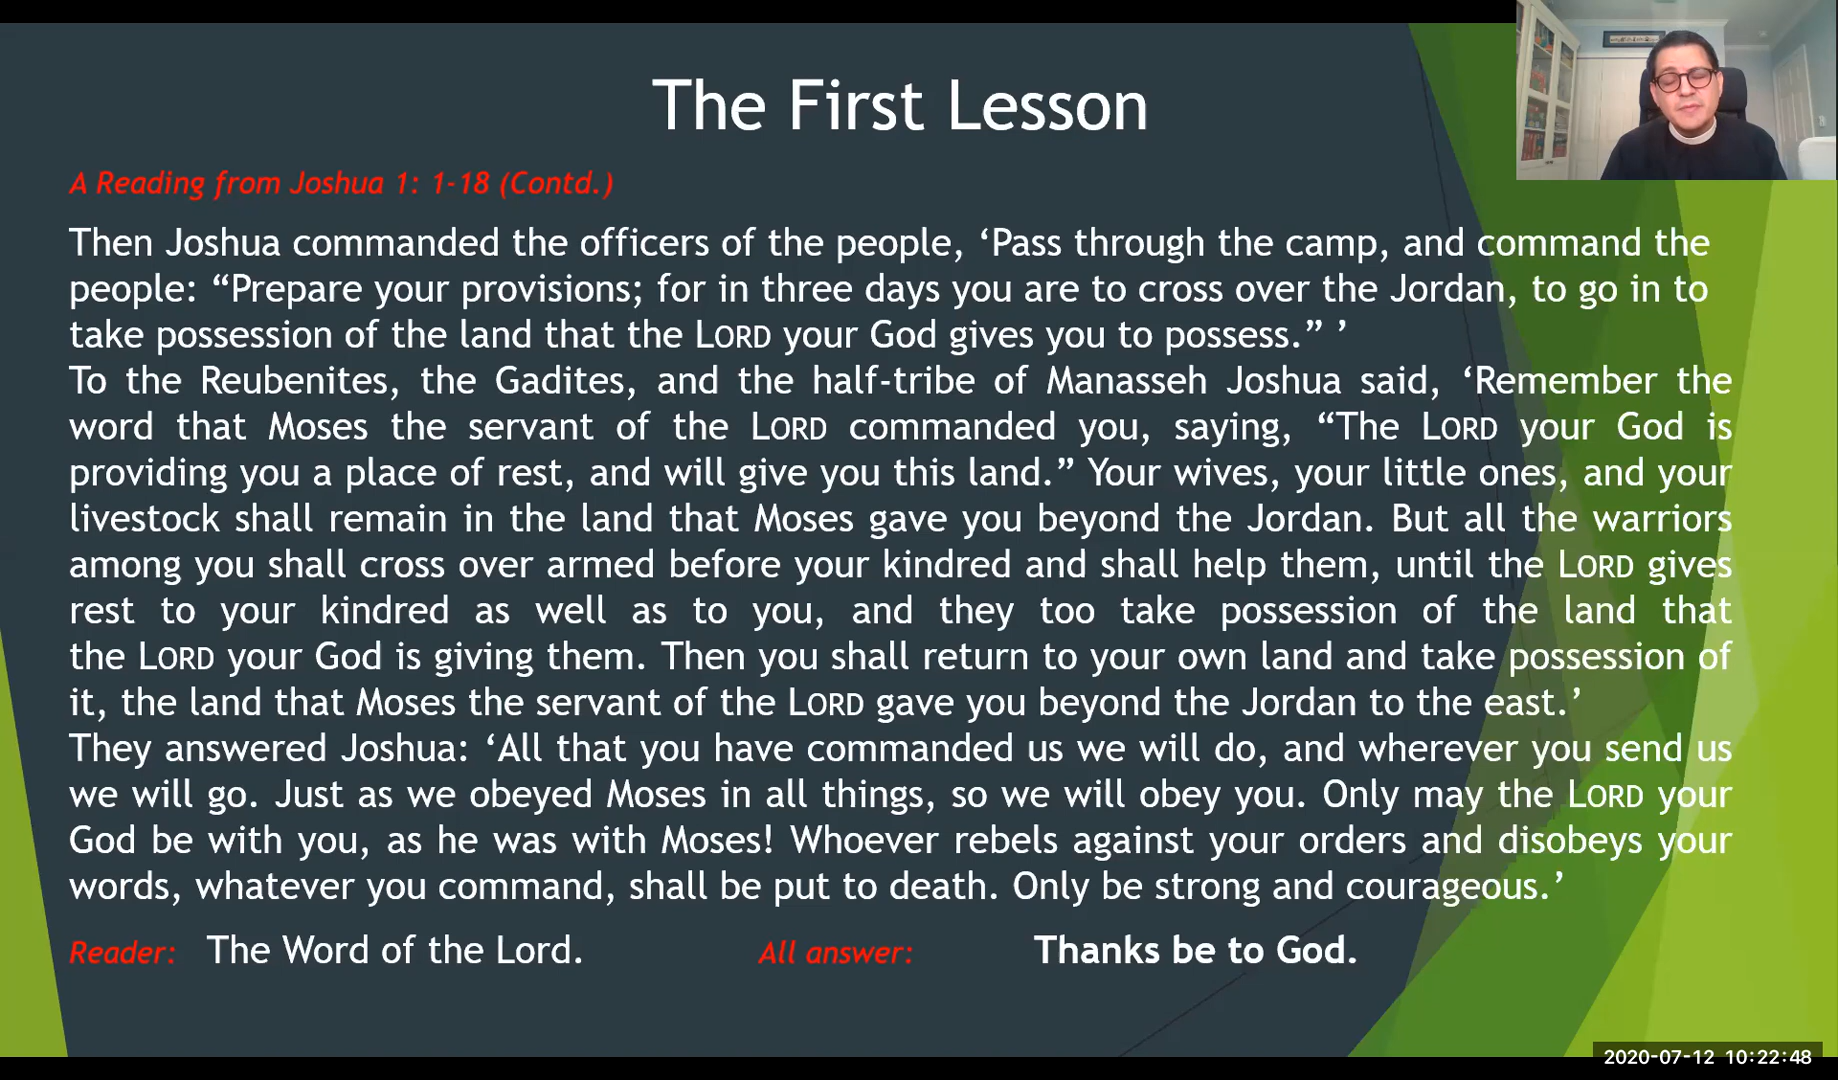 The First Lesson
A Reading from Joshua 1: 1-18 (Contd.)
Then Joshua commanded the officers of the people, ‘Pass through the camp, and command the
people: “Prepare your provisions; for in three days you are to cross over the Jordan, to go in to
take possession of the land that the LORD your God gives you to possess.” ’
To the Reubenites, the Gadites, and the half-tribe of Manasseh Joshua said, ‘Remember the
word that Moses the servant of the LORD commanded you, saying, “The LORD your God is
providing you a place of rest, and will give you this land.” Your wives, your little ones, and your
livestock shall remain in the land that Moses gave you beyond the Jordan. But all the warriors
among you shall cross over armed before your kindred and shall help them, until the LORD gives
rest to your kindred as well as to you, and they too take possession of the land that
the LORD your God is giving them. Then you shall return to your own land and take possession of
it, the land that Moses the servant of the LORD gave you beyond the Jordan to the east.’
They answered Joshua: ‘All that you have commanded us we will do, and wherever you send us
we will go. Just as we obeyed Moses in all things, so we will obey you. Only may the LORD your
God be with you, as he was with Moses! Whoever rebels against your orders and disobeys your
words, whatever you command, shall be put to death. Only be strong and courageous.’
Reader: The Word of the Lord. All answer: Thanks be to God.
2020-07-12 10:22:48